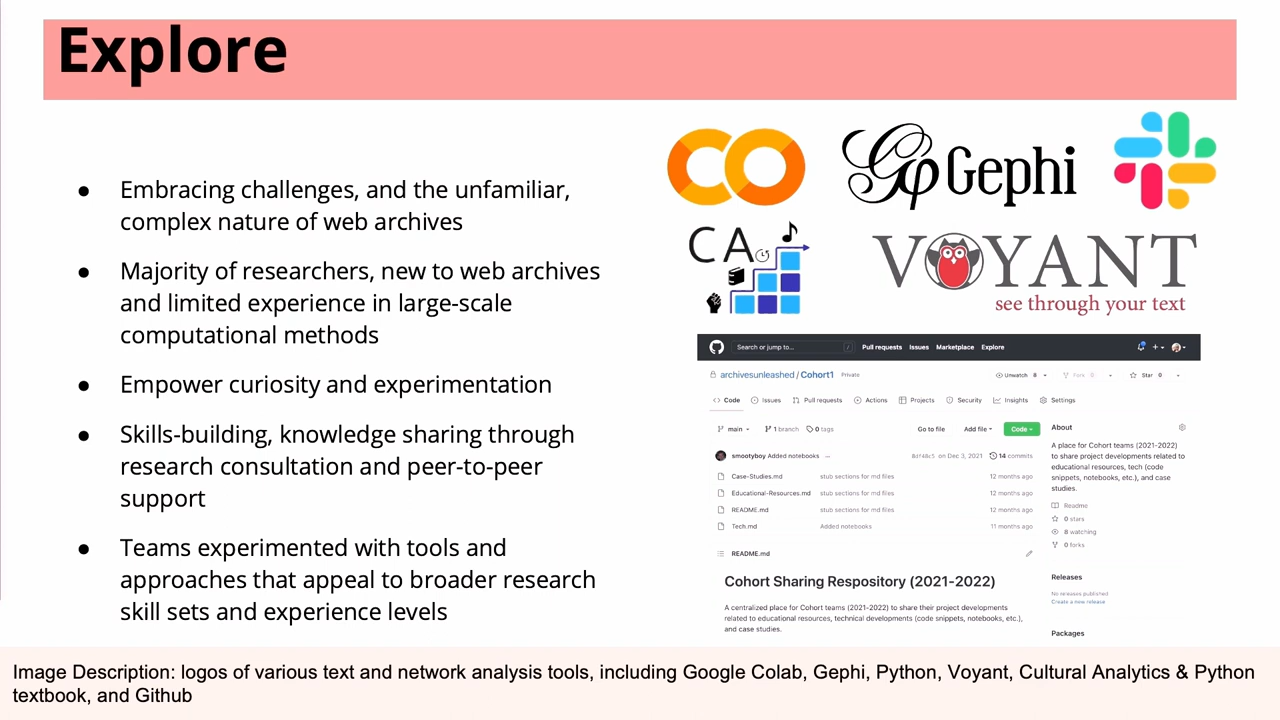 Explore
● Embracing challenges, and the unfamiliar,
complex nature of web archives
● Majority of researchers, new to web archives
and limited experience in large-scale
computational methods
● Empower curiosity and experimentation
● Skills-building, knowledge sharing through
research consultation and peer-to-peer
support
● Teams experimented with tools and
approaches that appeal to broader research
skill sets and experience levels
CO
Gephi
CA
VOYANT
see through your text
Search or jump to... / Pull requests Issues Marketplace Explore
archivesunleashed / Cohort1 Private Unwatch 8 Fork 0 Star 0
Code Issues Pull requests Actions Projects Security Insights Settings
main 1 branch 0 tags Go to file Add file Code
smootyboy Added notebooks ... on Dec 3, 2021 14 commits
Case-Studies.md stub sections for md files 12 months ago
Educational-Resources.md stub sections for md files 12 months ago
README.md stub sections for md files 12 months ago
Tech.md Added notebooks 11 months ago
README.md
Cohort Sharing Respository (2021-2022)
A centralized place for Cohort teams (2021-2022) to share their project developments
related to educational resources, technical developments (code snippets, notebooks, etc.),
and case studies.
About
A place for Cohort teams (2021-2022)
to share project developments related to
educational resources, tech (code
snippets, notebooks, etc.), and case
studies.
Readme
0 stars
8 watching
0 forks
Releases
No releases published
Create a new release
Packages
Image Description: logos of various text and network analysis tools, including Google Colab, Gephi, Python, Voyant, Cultural Analytics & Python
textbook, and Github